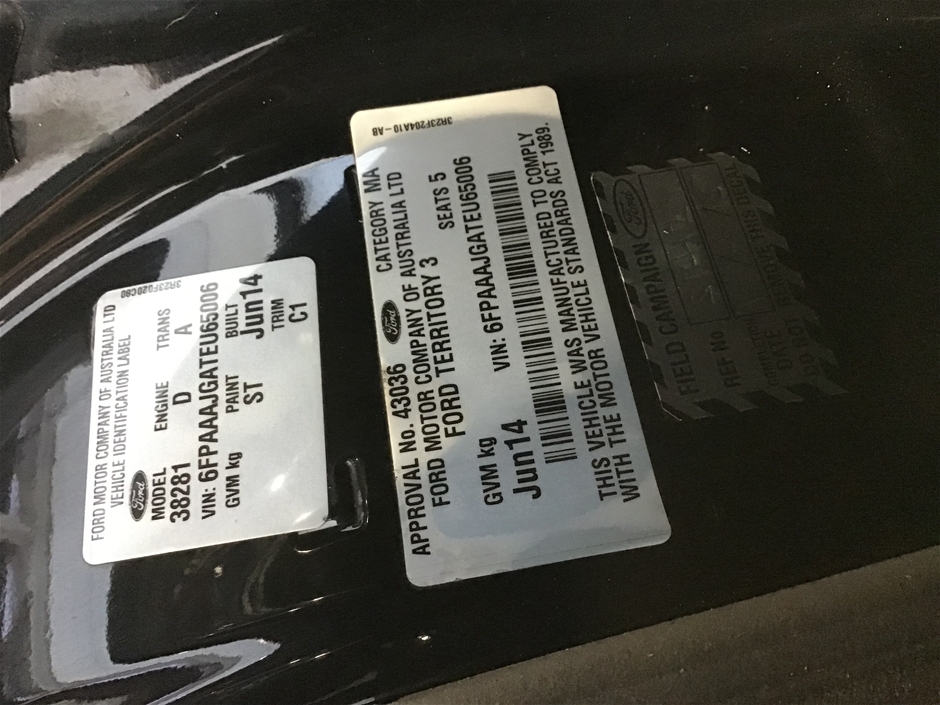 FORD MOTOR COMPANY OF AUSTRALIA LTD
VEHICLE IDENTIFICATION LABEL
3R23F020C80
Ford
MODEL ENGINE TRANS
38281 D A
VIN: 6FPAAAJGATEU65006
GVM kg PAINT BUILT
ST Jun14
TRIM
C1
3R23F204A10-AB
APPROVAL No. 43036 Ford CATEGORY MA
FORD MOTOR COMPANY OF AUSTRALIA LTD
FORD TERRITORY 3 SEATS 5
GVM kg VIN: 6FPAAAJGATEU65006
Jun14
THIS VEHICLE WAS MANUFACTURED TO COMPLY
WITH THE MOTOR VEHICLE STANDARDS ACT 1989.
FIELD CAMPAIGN Ford
REF No
DATE
REMOVE THIS DECAL